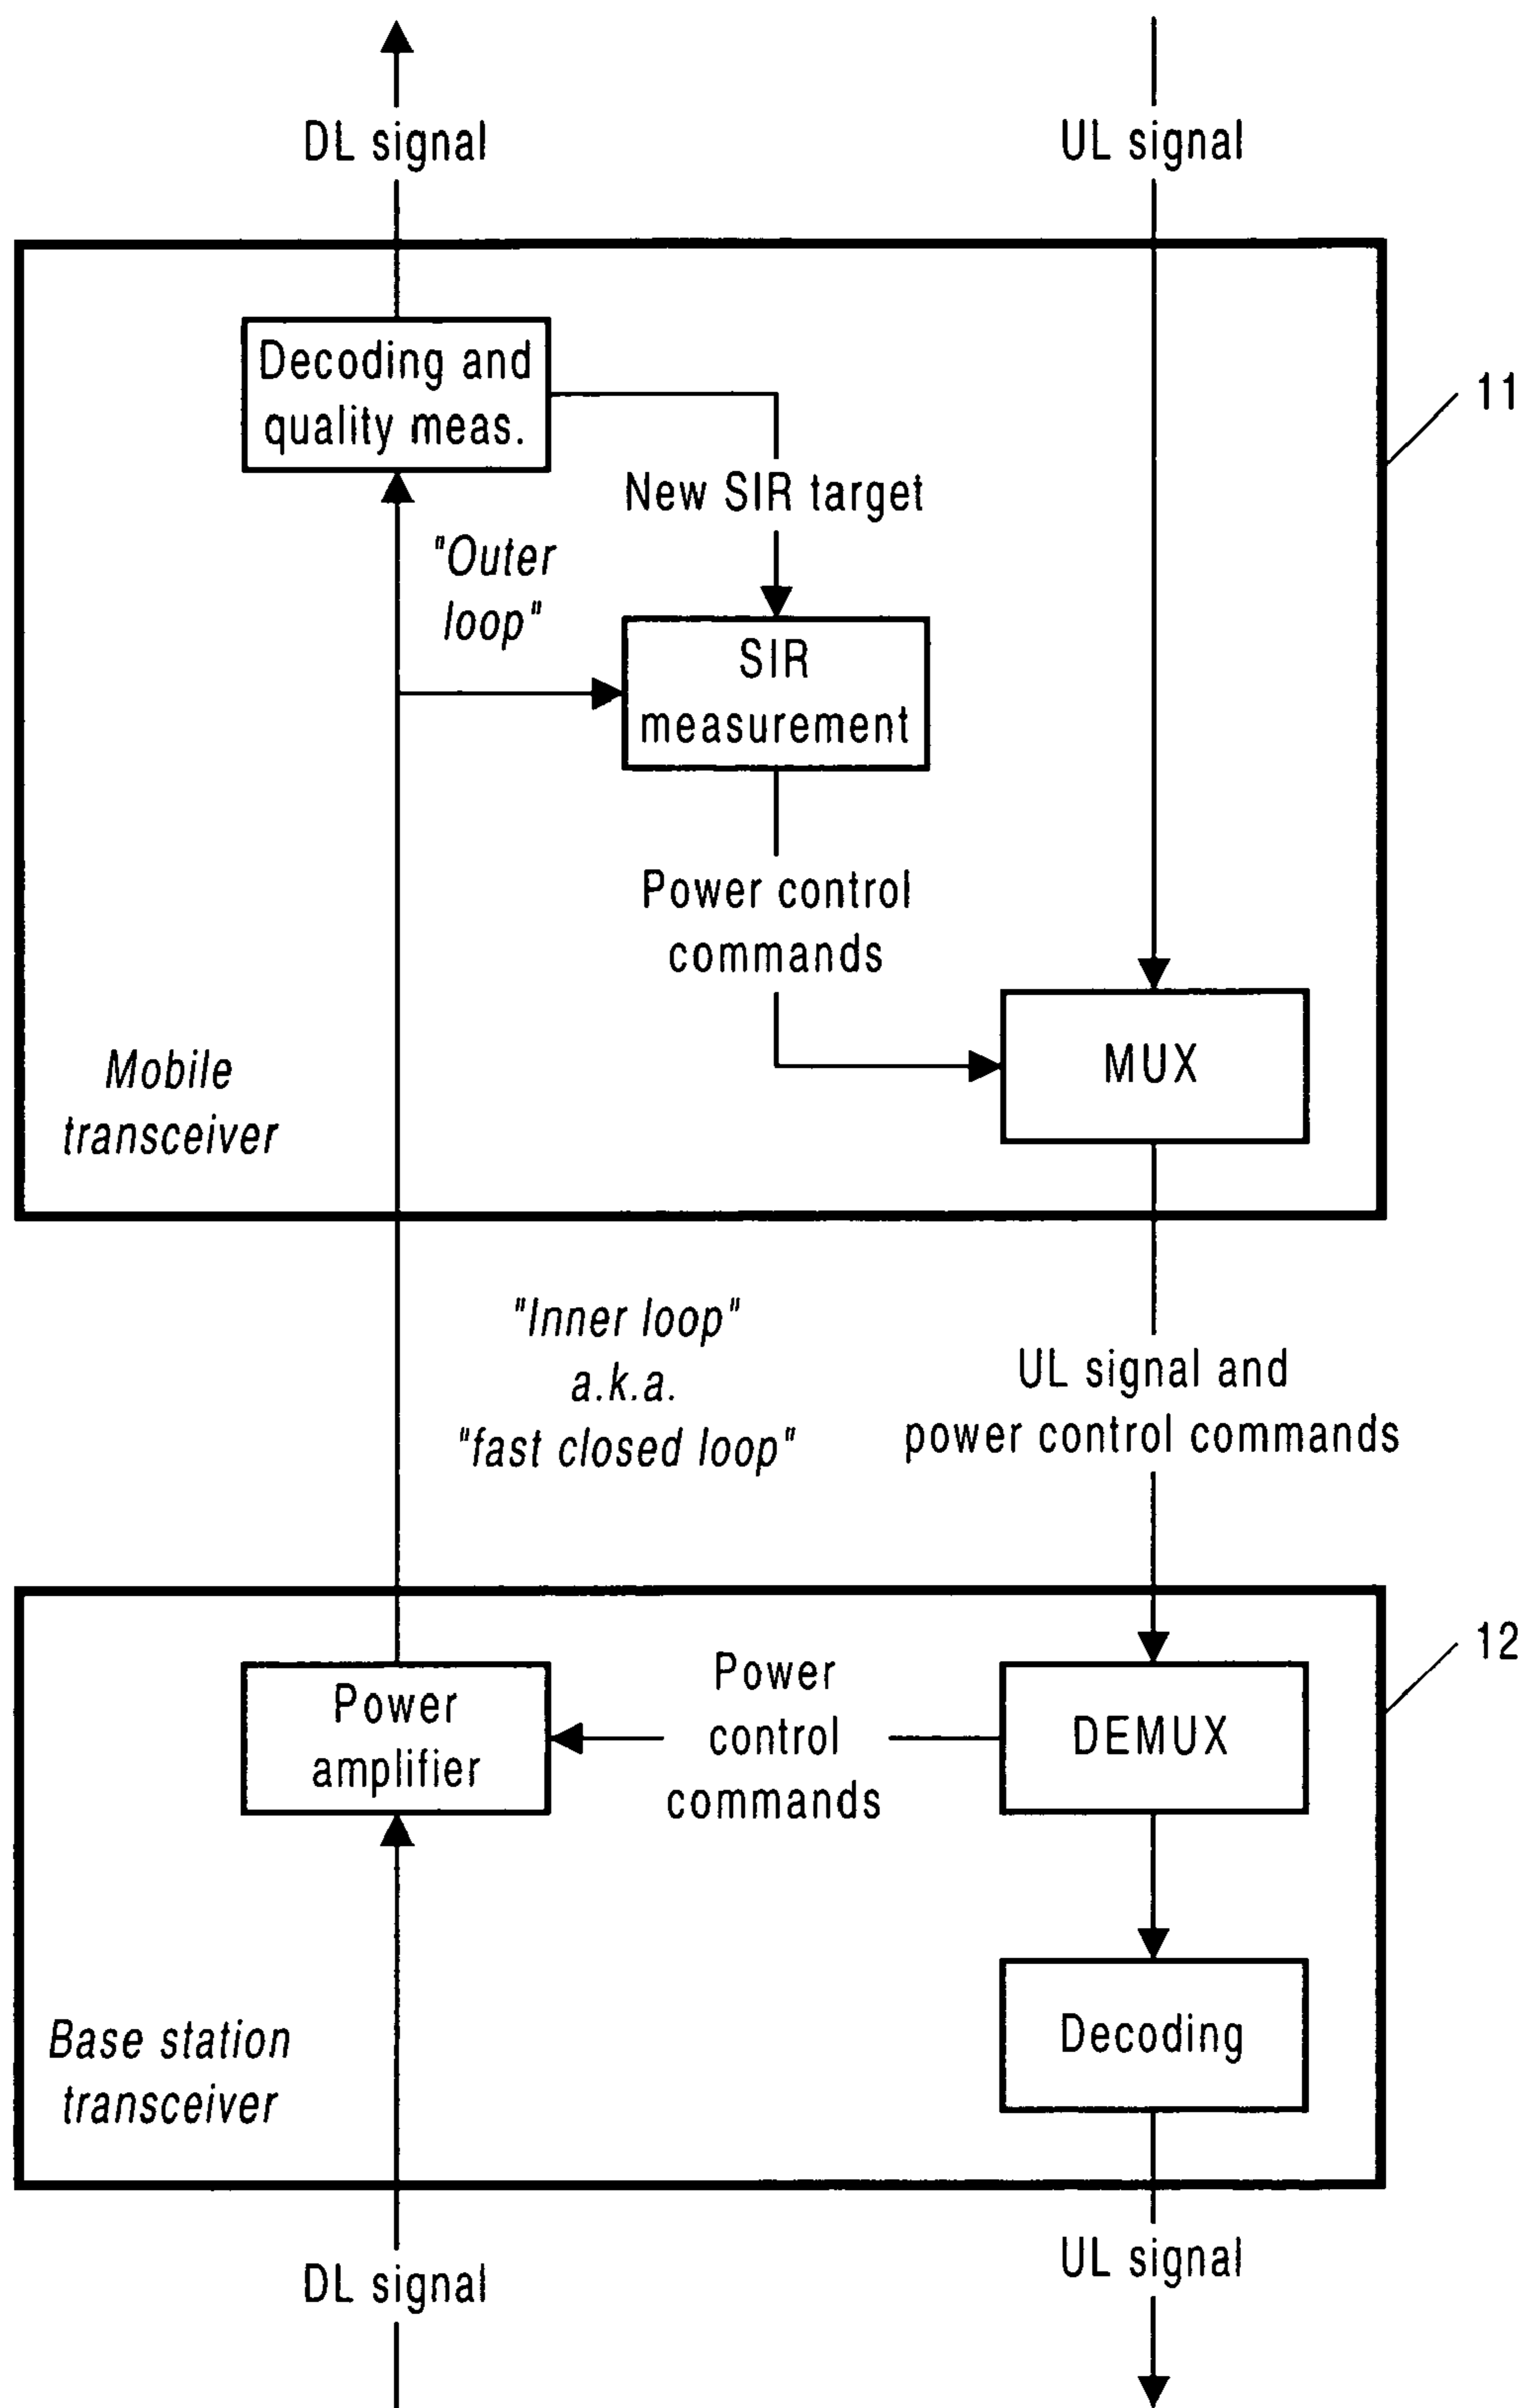 DL signal
UL signal
Decoding and
quality meas.
11
New SIR target
"Outer
loop"
SIR
measurement
Power control
commands
MUX
Mobile
transceiver
"Inner loop"
a.k.a.
"fast closed loop"
UL signal and
power control commands
12
Power
amplifier
Power
control
commands
DEMUX
Decoding
Base station
transceiver
DL signal
UL signal